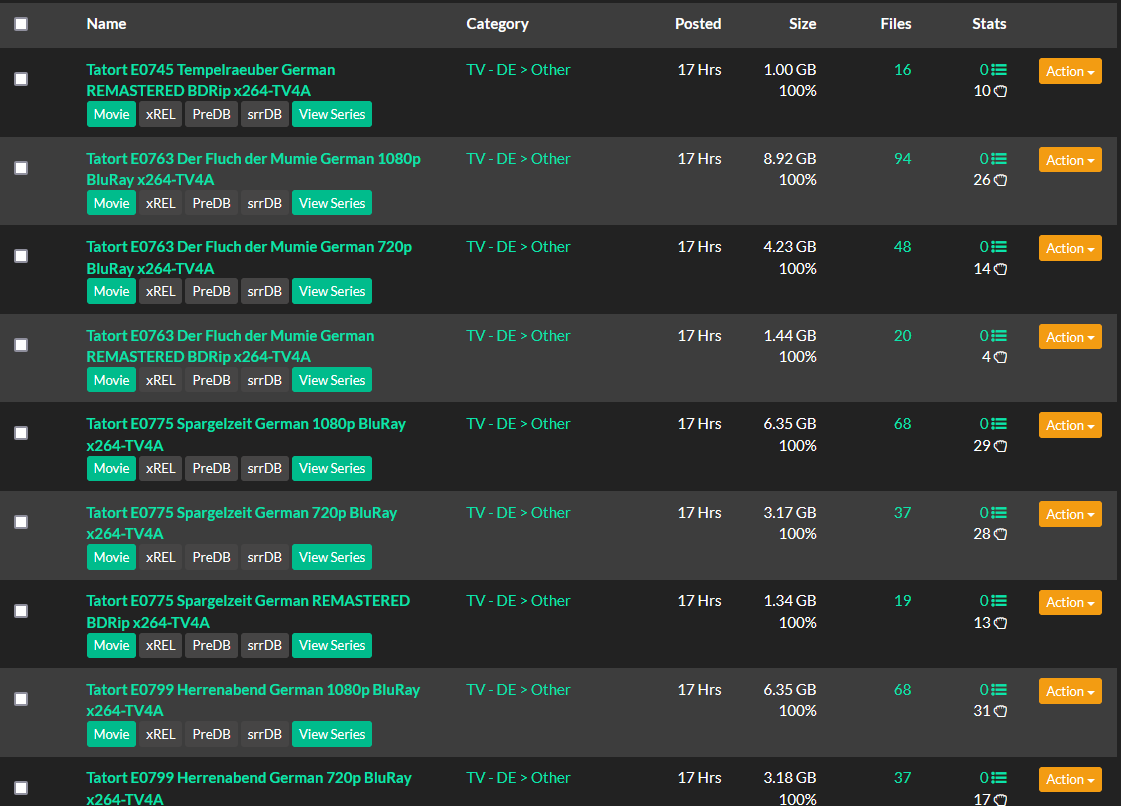 Name Category Posted Size Files Stats
Tatort E0745 Tempelraeuber German TV - DE > Other 17 Hrs 1.00 GB 16 0 Action
REMASTERED BDRip x264-TV4A 100% 10
Movie xREL PreDB srrDB View Series
Tatort E0763 Der Fluch der Mumie German 1080p TV - DE > Other 17 Hrs 8.92 GB 94 0 Action
BluRay x264-TV4A 100% 26
Movie xREL PreDB srrDB View Series
Tatort E0763 Der Fluch der Mumie German 720p TV - DE > Other 17 Hrs 4.23 GB 48 0 Action
BluRay x264-TV4A 100% 14
Movie xREL PreDB srrDB View Series
Tatort E0763 Der Fluch der Mumie German TV - DE > Other 17 Hrs 1.44 GB 20 0 Action
REMASTERED BDRip x264-TV4A 100% 4
Movie xREL PreDB srrDB View Series
Tatort E0775 Spargelzeit German 1080p BluRay TV - DE > Other 17 Hrs 6.35 GB 68 0 Action
x264-TV4A 100% 29
Movie xREL PreDB srrDB View Series
Tatort E0775 Spargelzeit German 720p BluRay TV - DE > Other 17 Hrs 3.17 GB 37 0 Action
x264-TV4A 100% 28
Movie xREL PreDB srrDB View Series
Tatort E0775 Spargelzeit German REMASTERED TV - DE > Other 17 Hrs 1.34 GB 19 0 Action
BDRip x264-TV4A 100% 13
Movie xREL PreDB srrDB View Series
Tatort E0799 Herrenabend German 1080p BluRay TV - DE > Other 17 Hrs 6.35 GB 68 0 Action
x264-TV4A 100% 31
Movie xREL PreDB srrDB View Series
Tatort E0799 Herrenabend German 720p BluRay TV - DE > Other 17 Hrs 3.18 GB 37 0 Action
x264-TV4A 100% 17